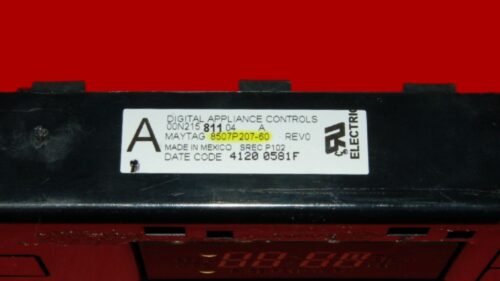 A
DIGITAL APPLIANCE CONTROLS
00N215 811 04 A
MAYTAG 8507P207-60 REV0
MADE IN MEXICO SREC P102
DATE CODE 4120 0581F
ELECTRIC